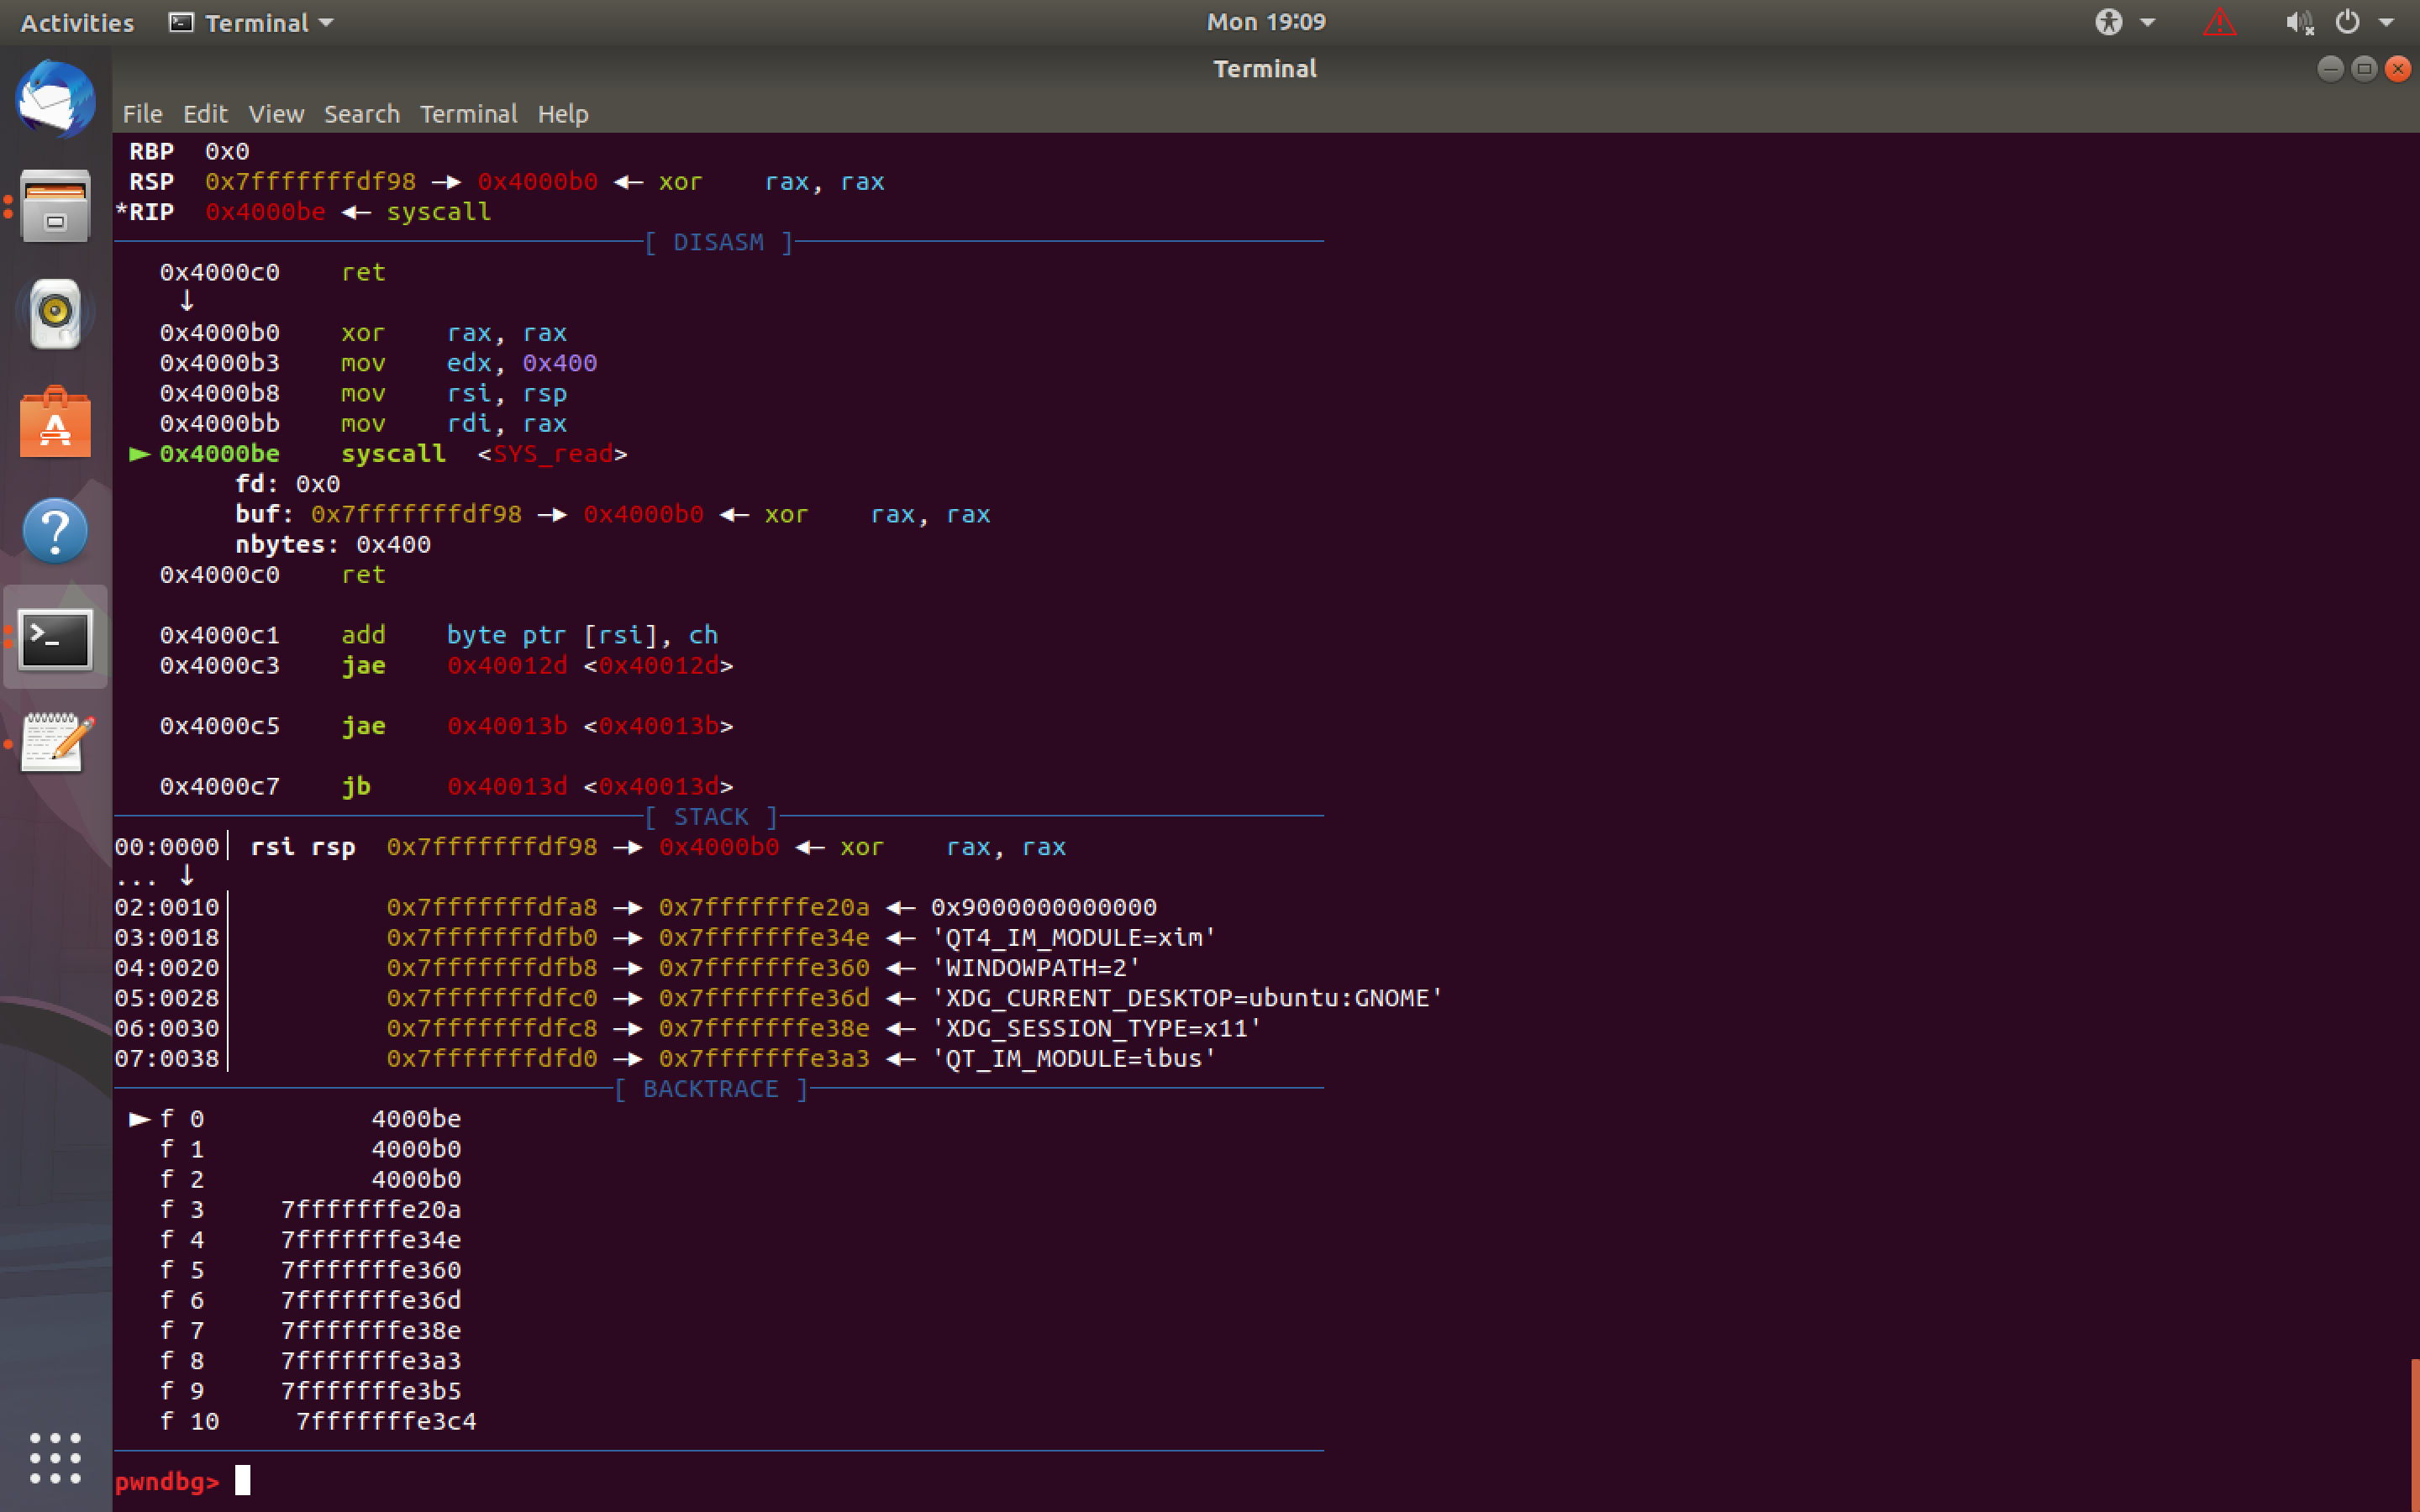 Activities Terminal Mon 19:09
Terminal
File Edit View Search Terminal Help
RBP 0x0
RSP 0x7fffffffdf98 —► 0x4000b0 ◄— xor rax, rax
*RIP 0x4000be ◄— syscall
[ DISASM ]
0x4000c0 ret
↓
0x4000b0 xor rax, rax
0x4000b3 mov edx, 0x400
0x4000b8 mov rsi, rsp
0x4000bb mov rdi, rax
► 0x4000be syscall <SYS_read>
fd: 0x0
buf: 0x7fffffffdf98 —► 0x4000b0 ◄— xor rax, rax
nbytes: 0x400
0x4000c0 ret
0x4000c1 add byte ptr [rsi], ch
0x4000c3 jae 0x40012d <0x40012d>
0x4000c5 jae 0x40013b <0x40013b>
0x4000c7 jb 0x40013d <0x40013d>
[ STACK ]
00:0000│ rsi rsp 0x7fffffffdf98 —► 0x4000b0 ◄— xor rax, rax
... ↓
02:0010│ 0x7fffffffdfa8 —► 0x7fffffffe20a ◄— 0x9000000000000
03:0018│ 0x7fffffffdfb0 —► 0x7fffffffe34e ◄— 'QT4_IM_MODULE=xim'
04:0020│ 0x7fffffffdfb8 —► 0x7fffffffe360 ◄— 'WINDOWPATH=2'
05:0028│ 0x7fffffffdfc0 —► 0x7fffffffe36d ◄— 'XDG_CURRENT_DESKTOP=ubuntu:GNOME'
06:0030│ 0x7fffffffdfc8 —► 0x7fffffffe38e ◄— 'XDG_SESSION_TYPE=x11'
07:0038│ 0x7fffffffdfd0 —► 0x7fffffffe3a3 ◄— 'QT_IM_MODULE=ibus'
[ BACKTRACE ]
► f 0 4000be
f 1 4000b0
f 2 4000b0
f 3 7fffffffe20a
f 4 7fffffffe34e
f 5 7fffffffe360
f 6 7fffffffe36d
f 7 7fffffffe38e
f 8 7fffffffe3a3
f 9 7fffffffe3b5
f 10 7fffffffe3c4
pwndbg>